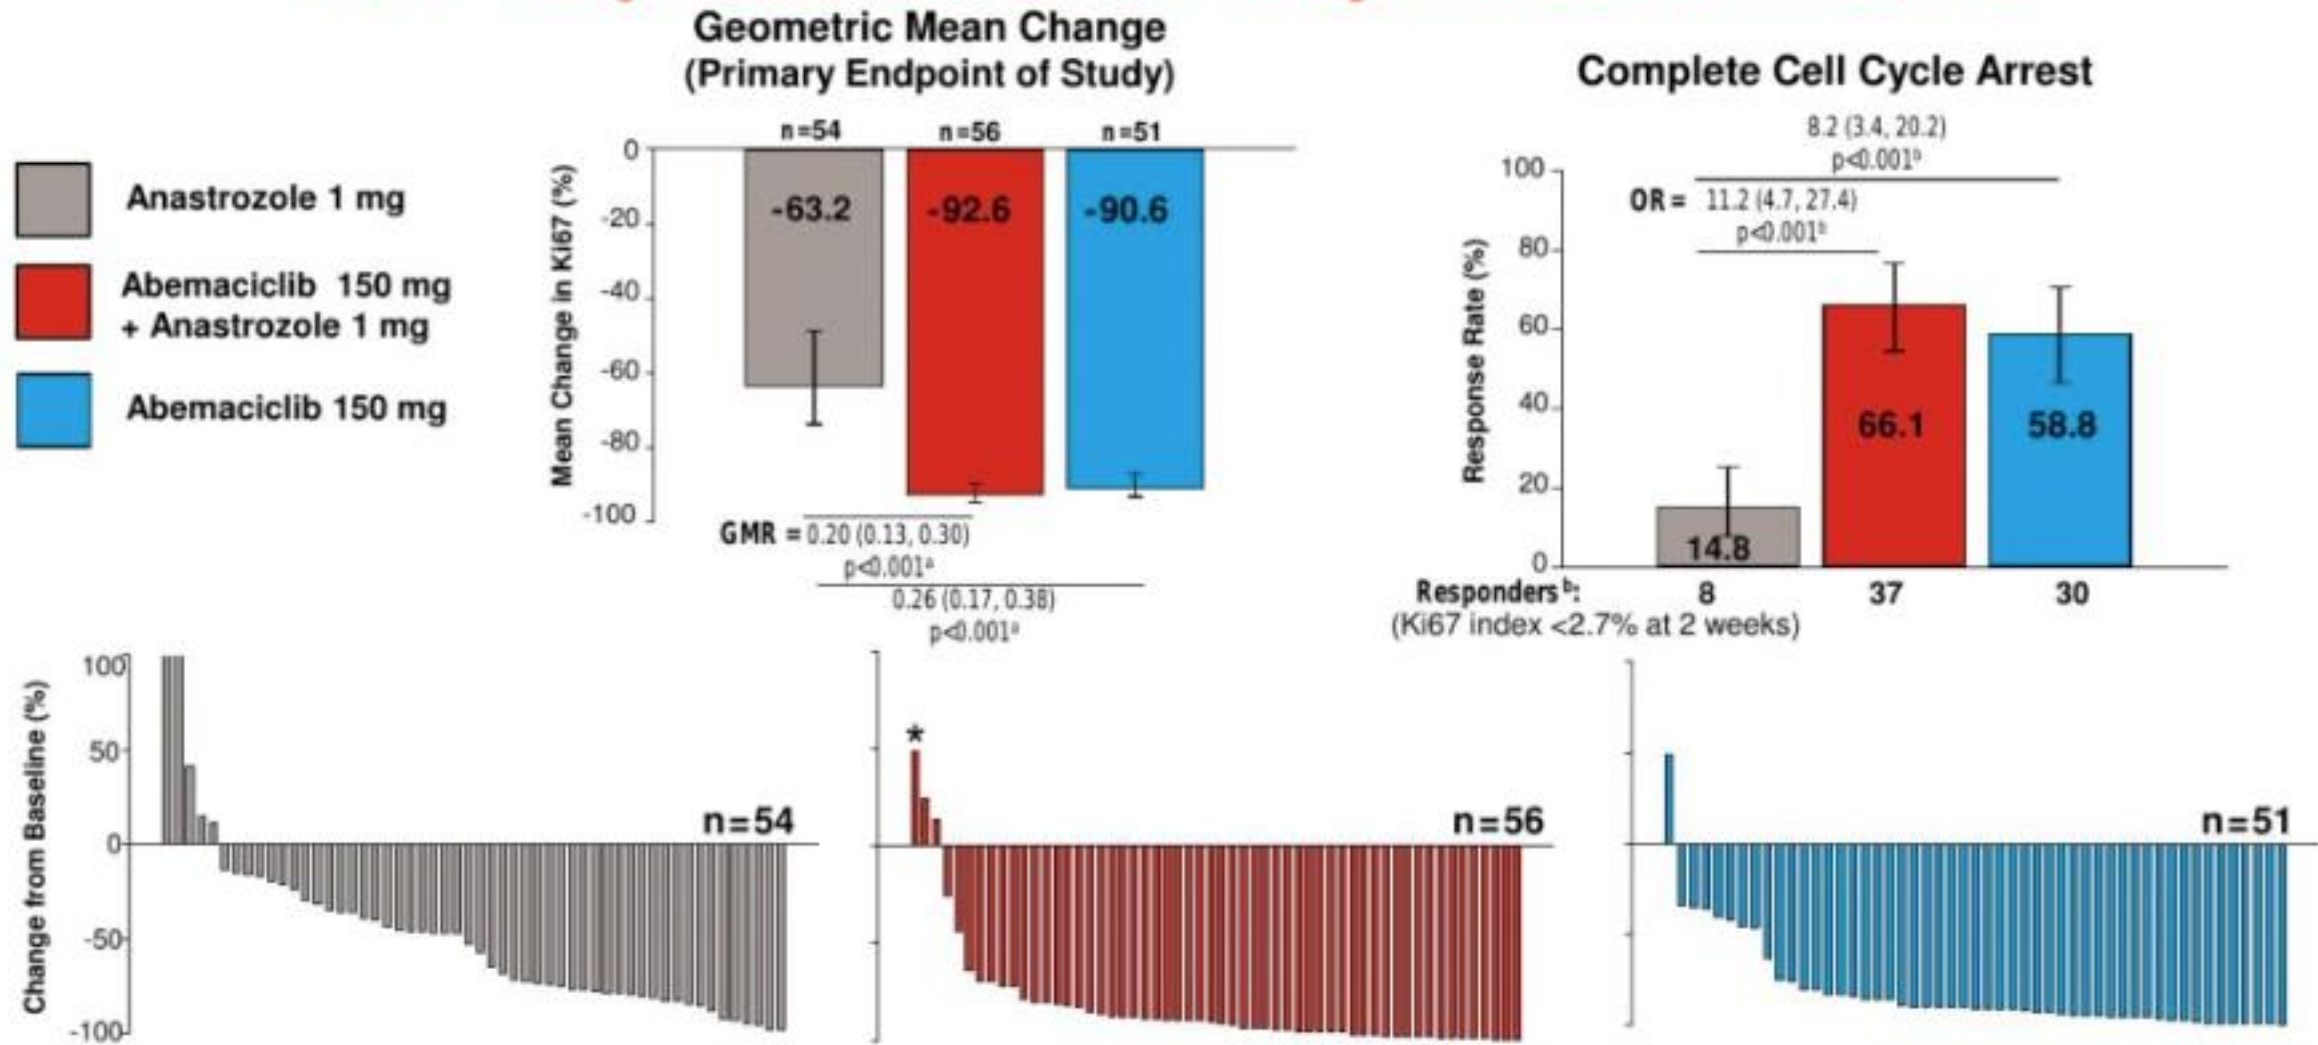 Geometric Mean Change
(Primary Endpoint of Study)
Anastrozole 1 mg
Abemaciclib 150 mg
+ Anastrozole 1 mg
Abemaciclib 150 mg
Mean Change in Ki67 (%)
0
-20
-40
-60
-80
-100
n=54 n=56 n=51
-63.2 -92.6 -90.6
GMR = 0.20 (0.13, 0.30)
p<0.001ᵃ
0.26 (0.17, 0.38)
p<0.001ᵃ
Complete Cell Cycle Arrest
8.2 (3.4, 20.2)
p<0.001ᵇ
OR = 11.2 (4.7, 27.4)
p<0.001ᵇ
Response Rate (%)
100
80
60
40
20
0
14.8 66.1 58.8
Respondersᵇ: 8 37 30
(Ki67 index <2.7% at 2 weeks)
Change from Baseline (%)
100
50
0
-50
-100
n=54
*
n=56
n=51